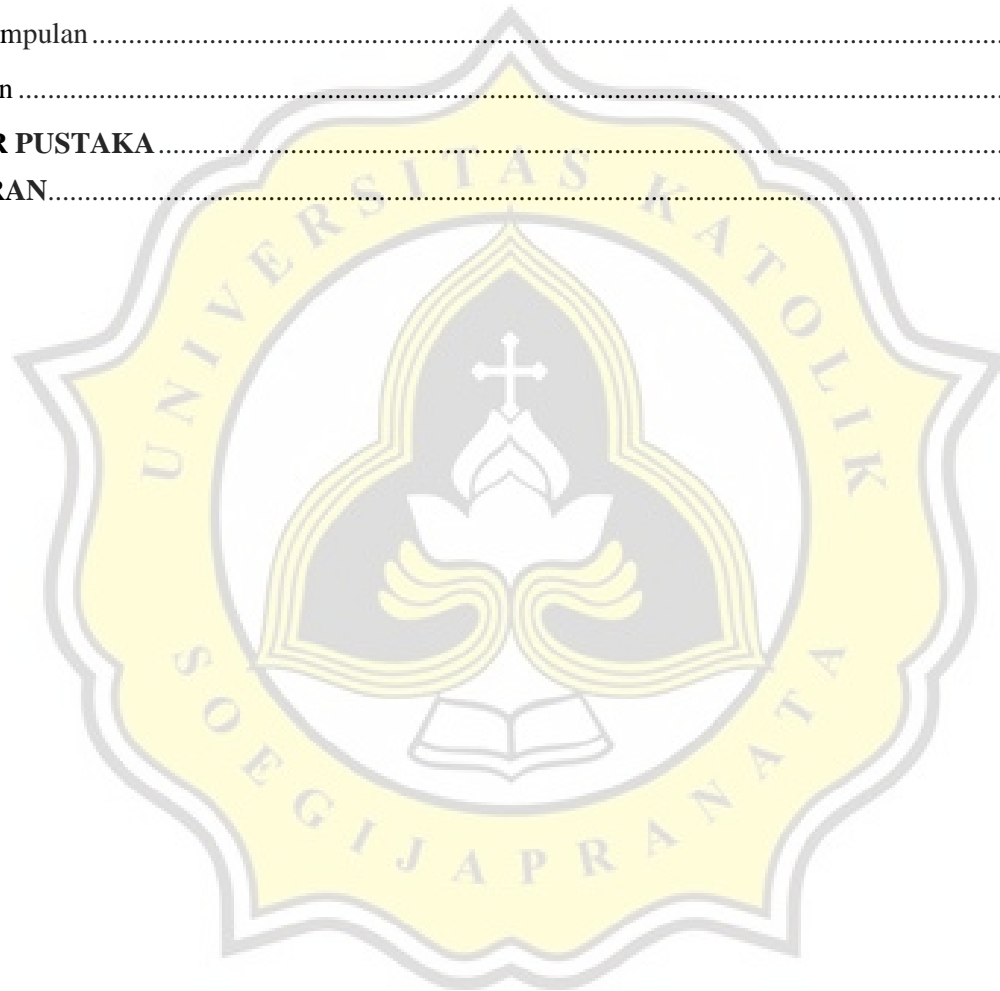 mpulan ........................................................................................................................
n ........................................................................................................................
R PUSTAKA ........................................................................................................................
RAN ........................................................................................................................
UNIVERSITAS KATOLIK
SOEGIJAPRANATA